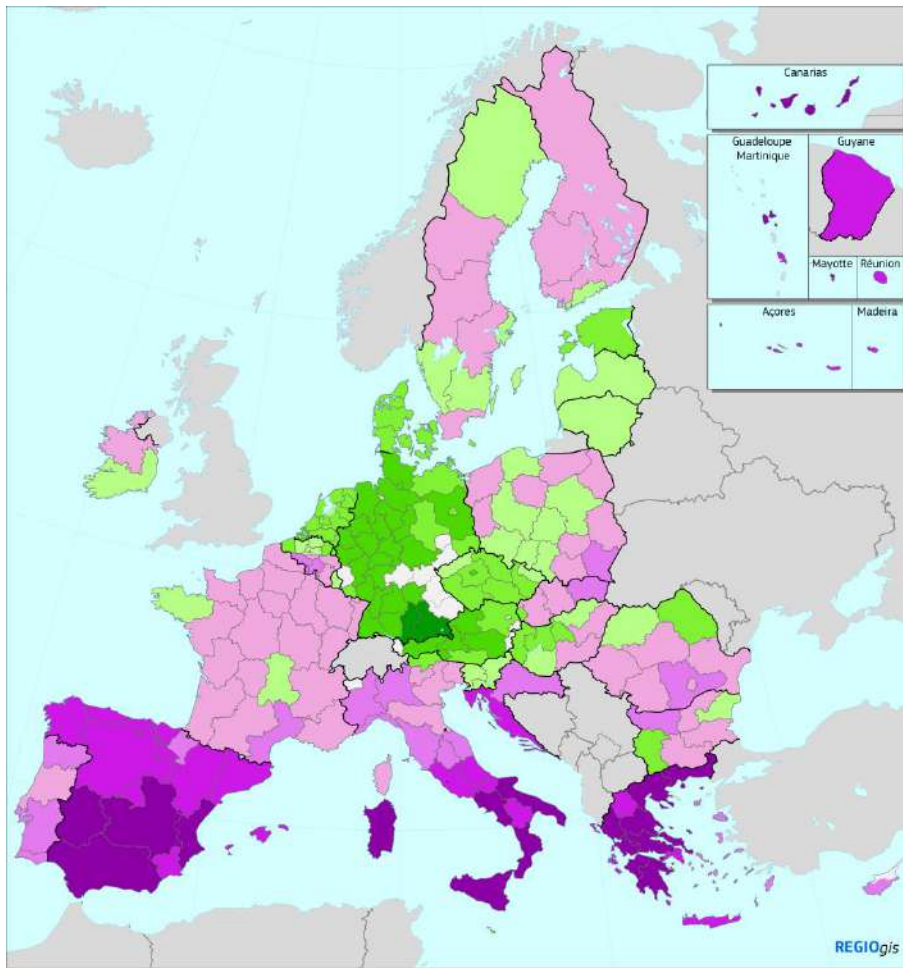 Canarias
Guadeloupe
Martinique
Guyane
Mayotte
Réunion
Açores
Madeira
REGIOgis